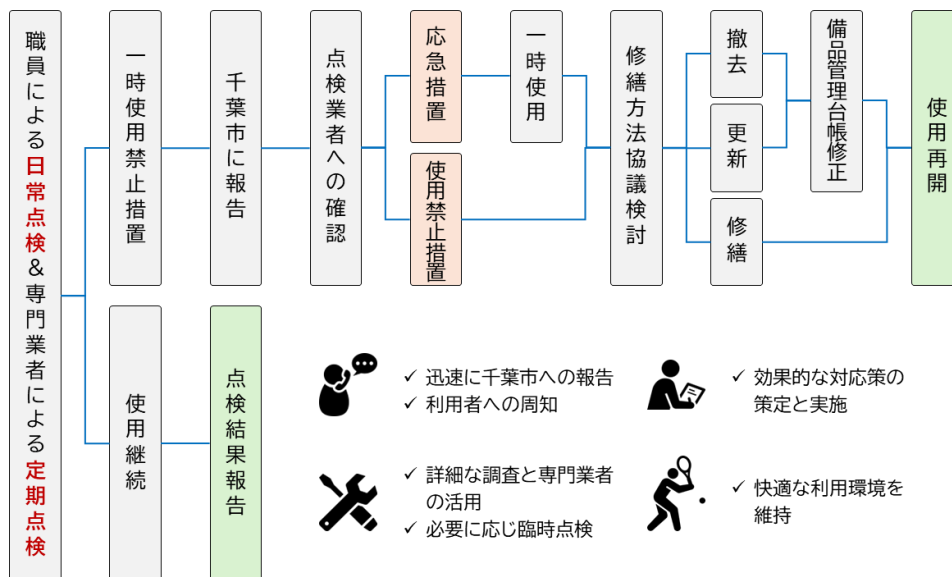 職員による日常点検＆専門業者による定期点検
一時使用禁止措置
千葉市に報告
点検業者への確認
応急措置
使用禁止措置
一時使用
修繕方法協議検討
撤去
更新
修繕
備品管理台帳修正
使用再開
使用継続
点検結果報告
✓ 迅速に千葉市への報告
✓ 利用者への周知
✓ 効果的な対応策の
策定と実施
✓ 詳細な調査と専門業者
の活用
✓ 必要に応じ臨時点検
✓ 快適な利用環境を
維持